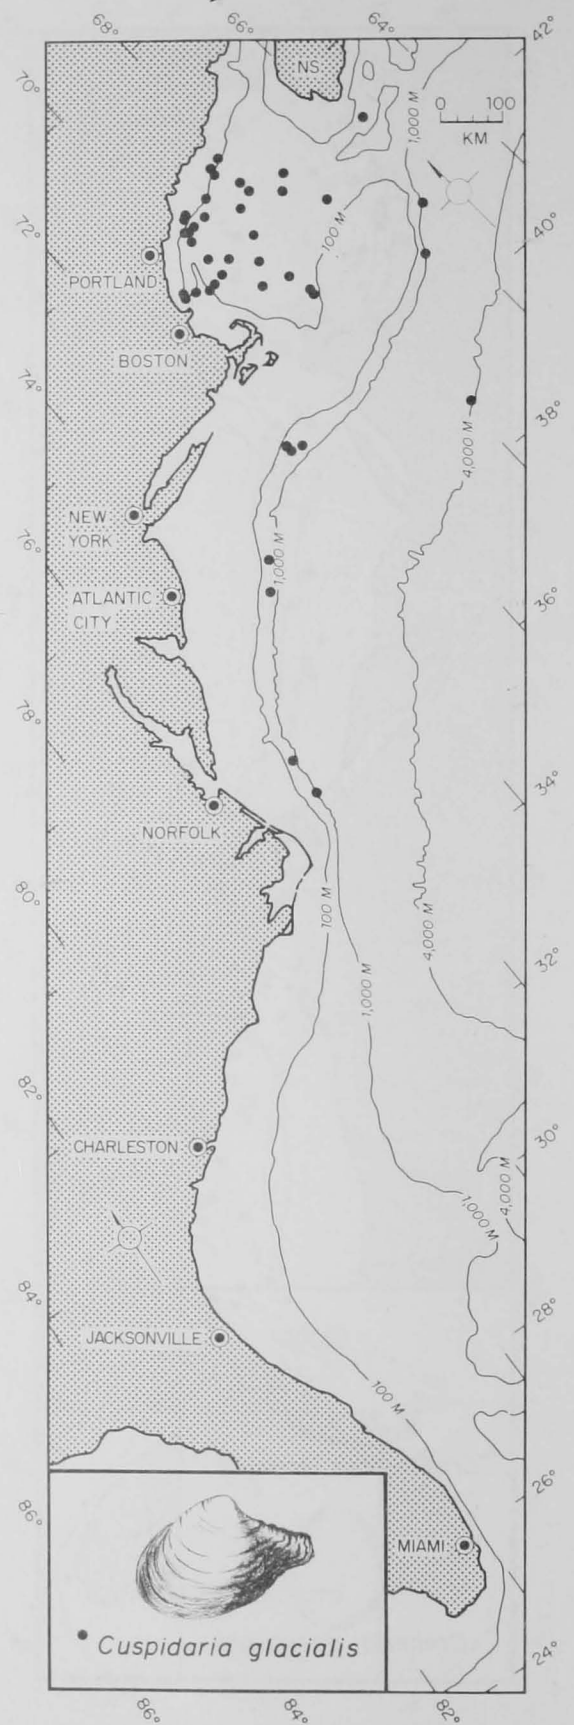 68°
66°
64°
42°
70°
NS.
0 100
KM
1,000 M
72°
100 M
40°
PORTLAND
BOSTON
74°
38°
4,000 M
NEW
YORK
76°
1,000 M
ATLANTIC
CITY
36°
78°
34°
NORFOLK
80°
100 M
4,000 M
1,000 M
32°
82°
CHARLESTON
30°
4,000 M
1,000 M
84°
28°
JACKSONVILLE
100 M
26°
86°
MIAMI
Cuspidaria glacialis
24°
86°
84°
82°